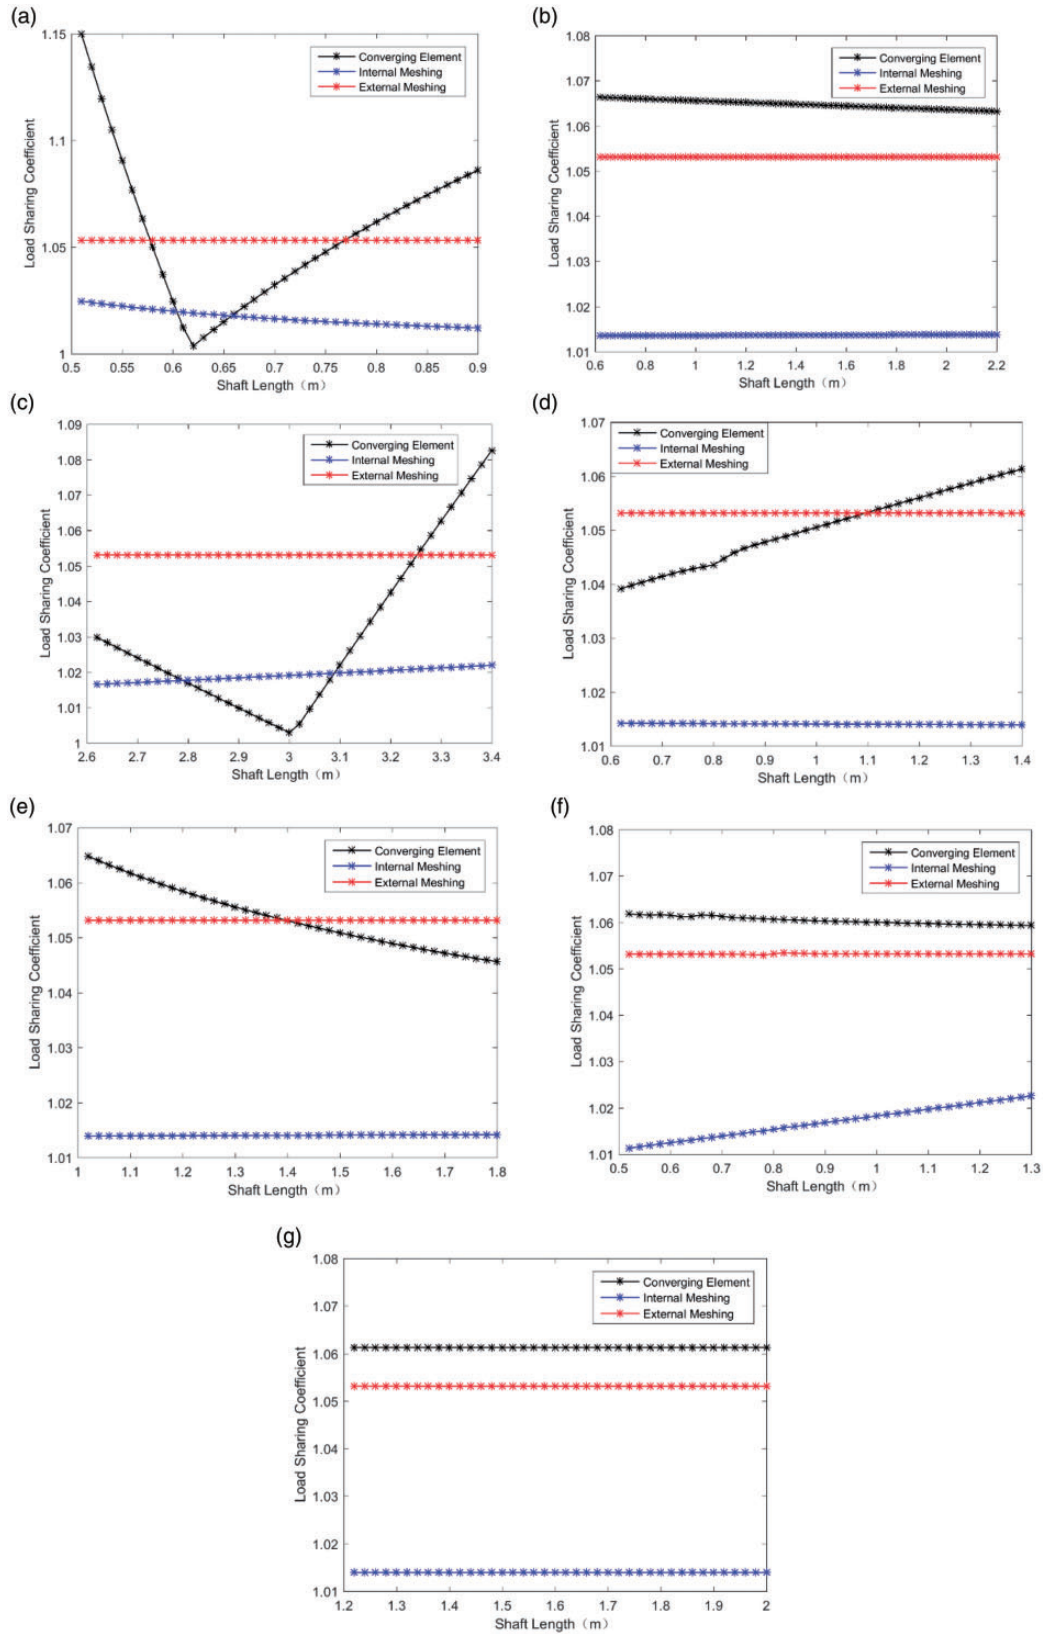 (a)
1.15
1.1
1.05
1
Load Sharing Coefficient
Converging Element
Internal Meshing
External Meshing
0.5 0.55 0.6 0.65 0.7 0.75 0.8 0.85 0.9
Shaft Length（m）
(b)
1.08
1.07
1.06
1.05
1.04
1.03
1.02
1.01
Load Sharing Coefficient
Converging Element
Internal Meshing
External Meshing
0.6 0.8 1 1.2 1.4 1.6 1.8 2 2.2
Shaft Length（m）
(c)
1.09
1.08
1.07
1.06
1.05
1.04
1.03
1.02
1.01
1
Load Sharing Coefficient
Converging Element
Internal Meshing
External Meshing
2.6 2.7 2.8 2.9 3 3.1 3.2 3.3 3.4
Shaft Length（m）
(d)
1.07
1.06
1.05
1.04
1.03
1.02
1.01
Load Sharing Coefficient
Converging Element
Internal Meshing
External Meshing
0.6 0.7 0.8 0.9 1 1.1 1.2 1.3 1.4
Shaft Length（m）
(e)
1.07
1.06
1.05
1.04
1.03
1.02
1.01
Load Sharing Coefficient
Converging Element
Internal Meshing
External Meshing
1 1.1 1.2 1.3 1.4 1.5 1.6 1.7 1.8
Shaft Length（m）
(f)
1.08
1.07
1.06
1.05
1.04
1.03
1.02
1.01
Load Sharing Coefficient
Converging Element
Internal Meshing
External Meshing
0.5 0.6 0.7 0.8 0.9 1 1.1 1.2 1.3
Shaft Length（m）
(g)
1.08
1.07
1.06
1.05
1.04
1.03
1.02
1.01
Load Sharing Coefficient
Converging Element
Internal Meshing
External Meshing
1.2 1.3 1.4 1.5 1.6 1.7 1.8 1.9 2
Shaft Length（m）